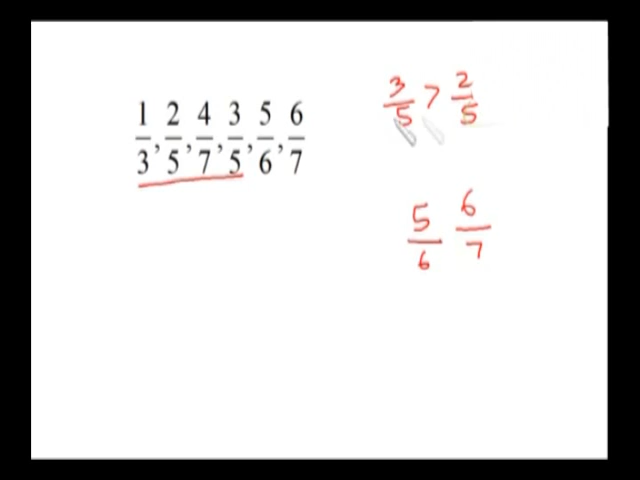 1/3, 2/5, 4/7, 3/5, 5/6, 6/7
3/5 > 2/5
5/6 6/7